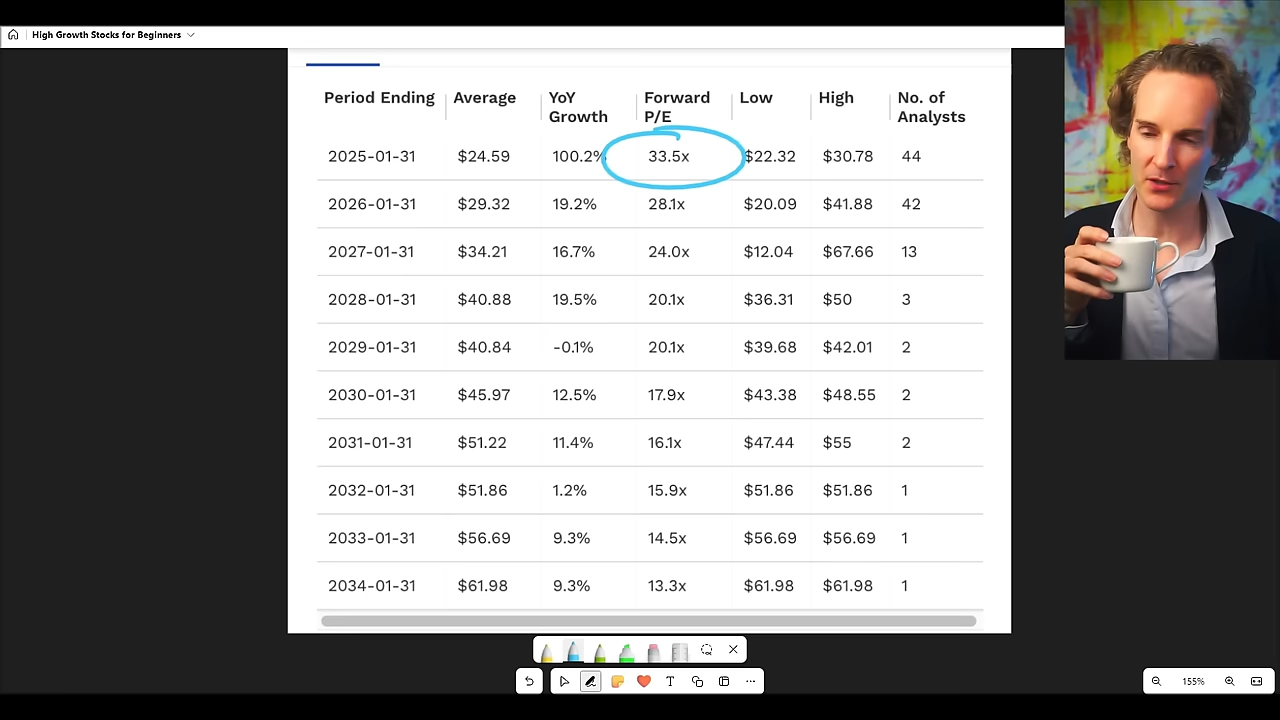 High Growth Stocks for Beginners
Period Ending Average YoY Growth Forward P/E Low High No. of Analysts
2025-01-31 $24.59 100.2% 33.5x $22.32 $30.78 44
2026-01-31 $29.32 19.2% 28.1x $20.09 $41.88 42
2027-01-31 $34.21 16.7% 24.0x $12.04 $67.66 13
2028-01-31 $40.88 19.5% 20.1x $36.31 $50 3
2029-01-31 $40.84 -0.1% 20.1x $39.68 $42.01 2
2030-01-31 $45.97 12.5% 17.9x $43.38 $48.55 2
2031-01-31 $51.22 11.4% 16.1x $47.44 $55 2
2032-01-31 $51.86 1.2% 15.9x $51.86 $51.86 1
2033-01-31 $56.69 9.3% 14.5x $56.69 $56.69 1
2034-01-31 $61.98 9.3% 13.3x $61.98 $61.98 1
T
155%